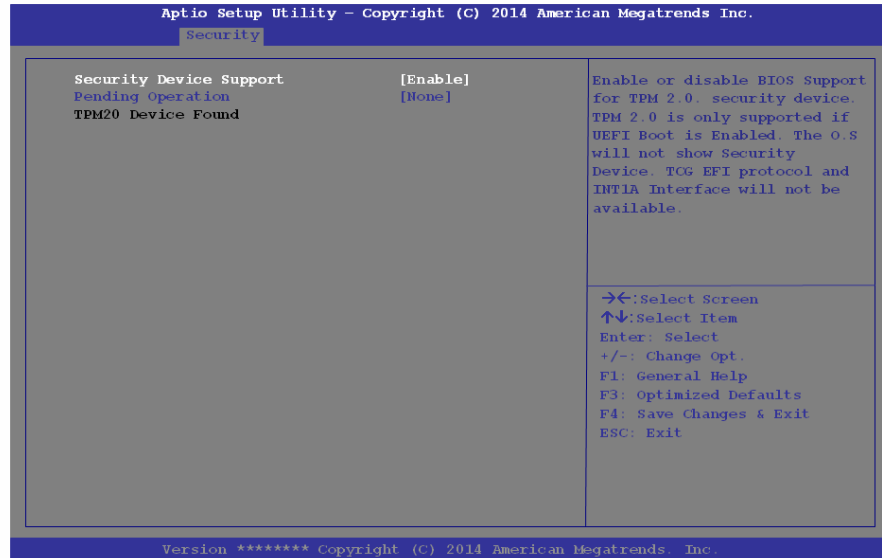 Aptio Setup Utility – Copyright (C) 2014 American Megatrends Inc.
Security
Security Device Support [Enable]
Pending Operation [None]
TPM20 Device Found
Enable or disable BIOS Support
for TPM 2.0. security device.
TPM 2.0 is only supported if
UEFI Boot is Enabled. The O.S
will not show Security
Device. TCG EFI protocol and
INT1A Interface will not be
available.
→←:Select Screen
↑↓:Select Item
Enter: Select
+/-: Change Opt.
F1: General Help
F3: Optimized Defaults
F4: Save Changes & Exit
ESC: Exit
Version ******** Copyright (C) 2014 American Megatrends. Inc.